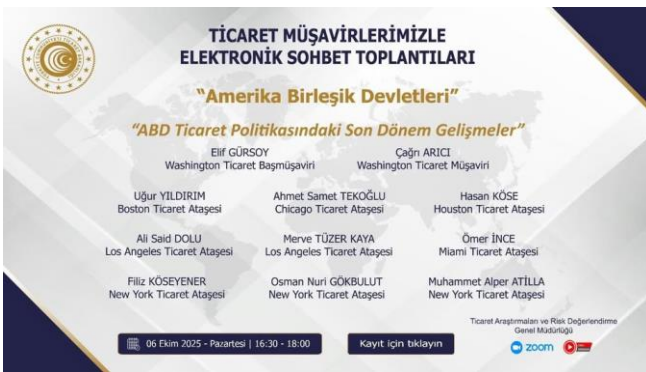 TİCARET MÜŞAVİRLERİMİZLE
ELEKTRONİK SOHBET TOPLANTILARI
“Amerika Birleşik Devletleri”
“ABD Ticaret Politikasındaki Son Dönem Gelişmeler”
Elif GÜRSOY
Washington Ticaret Başmüşaviri
Çağrı ARICI
Washington Ticaret Müşaviri
Uğur YILDIRIM
Boston Ticaret Ataşesi
Ahmet Samet TEKOĞLU
Chicago Ticaret Ataşesi
Hasan KÖSE
Houston Ticaret Ataşesi
Ali Said DOLU
Los Angeles Ticaret Ataşesi
Merve TÜZER KAYA
Los Angeles Ticaret Ataşesi
Ömer İNCE
Miami Ticaret Ataşesi
Filiz KÖSEYENER
New York Ticaret Ataşesi
Osman Nuri GÖKBULUT
New York Ticaret Ataşesi
Muhammet Alper ATİLLA
New York Ticaret Ataşesi
Ticaret Araştırmaları ve Risk Değerlendirme
Genel Müdürlüğü
06 Ekim 2025 - Pazartesi | 16:30 - 18:00
Kayıt için tıklayın
zoom